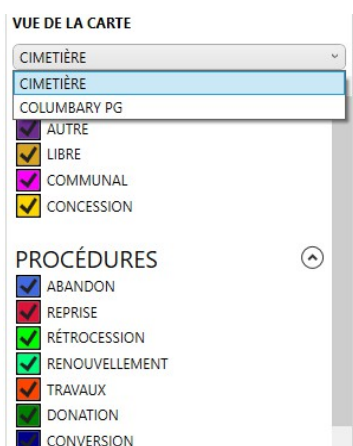 VUE DE LA CARTE
CIMETIÈRE
CIMETIÈRE
COLUMBARY PG
AUTRE
LIBRE
COMMUNAL
CONCESSION
PROCÉDURES
ABANDON
REPRISE
RÉTROCESSION
RENOUVELLEMENT
TRAVAUX
DONATION
CONVERSION